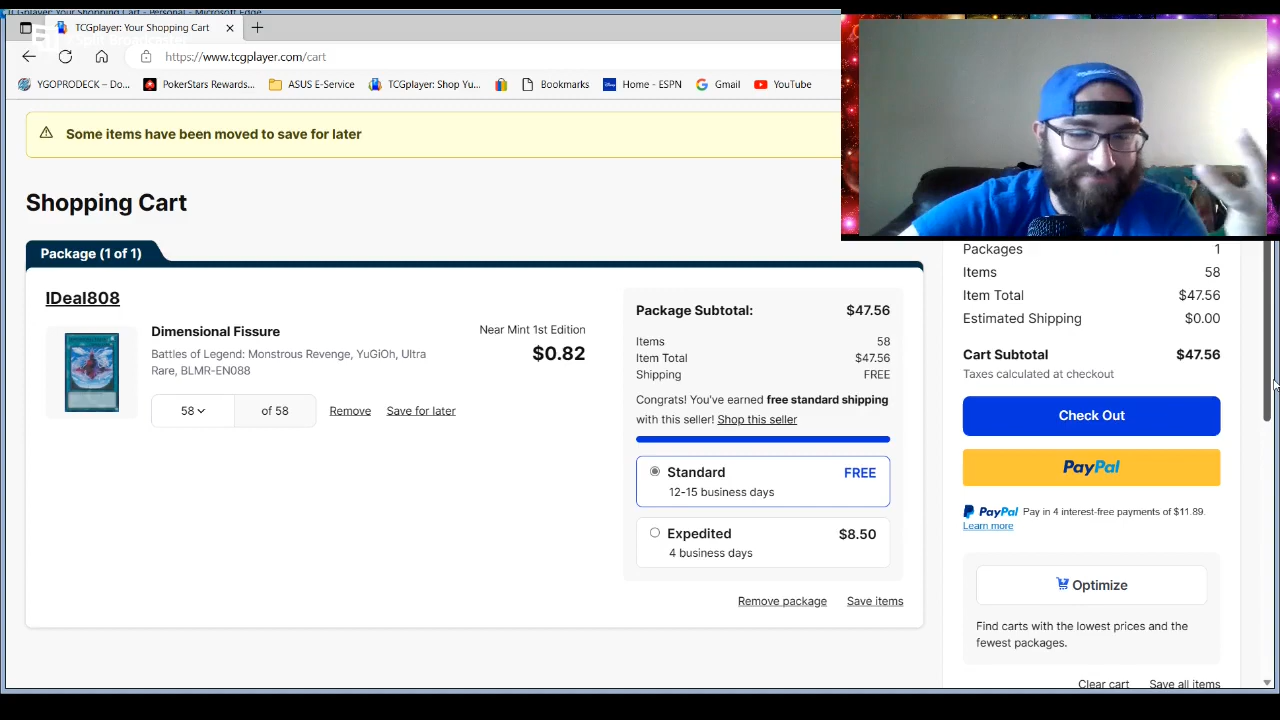 TCGplayer: Your Shopping Cart - Personal - Microsoft Edge
TCGplayer: Your Shopping Cart
https://www.tcgplayer.com/cart
YGOPRODECK – Do...
PokerStars Rewards...
ASUS E-Service
TCGplayer: Shop Yu...
Bookmarks
Home - ESPN
Gmail
YouTube
Some items have been moved to save for later
Shopping Cart
Package (1 of 1)
IDeal808
Dimensional Fissure
Battles of Legend: Monstrous Revenge, YuGiOh, Ultra
Rare, BLMR-EN088
Near Mint 1st Edition
$0.82
58
of 58
Remove
Save for later
Package Subtotal: $47.56
Items 58
Item Total $47.56
Shipping FREE
Congrats! You've earned free standard shipping
with this seller! Shop this seller
Standard FREE
12-15 business days
Expedited $8.50
4 business days
Remove package
Save items
Packages 1
Items 58
Item Total $47.56
Estimated Shipping $0.00
Cart Subtotal $47.56
Taxes calculated at checkout
Check Out
PayPal
PayPal Pay in 4 interest-free payments of $11.89.
Learn more
Optimize
Find carts with the lowest prices and the
fewest packages.
Clear cart
Save all items